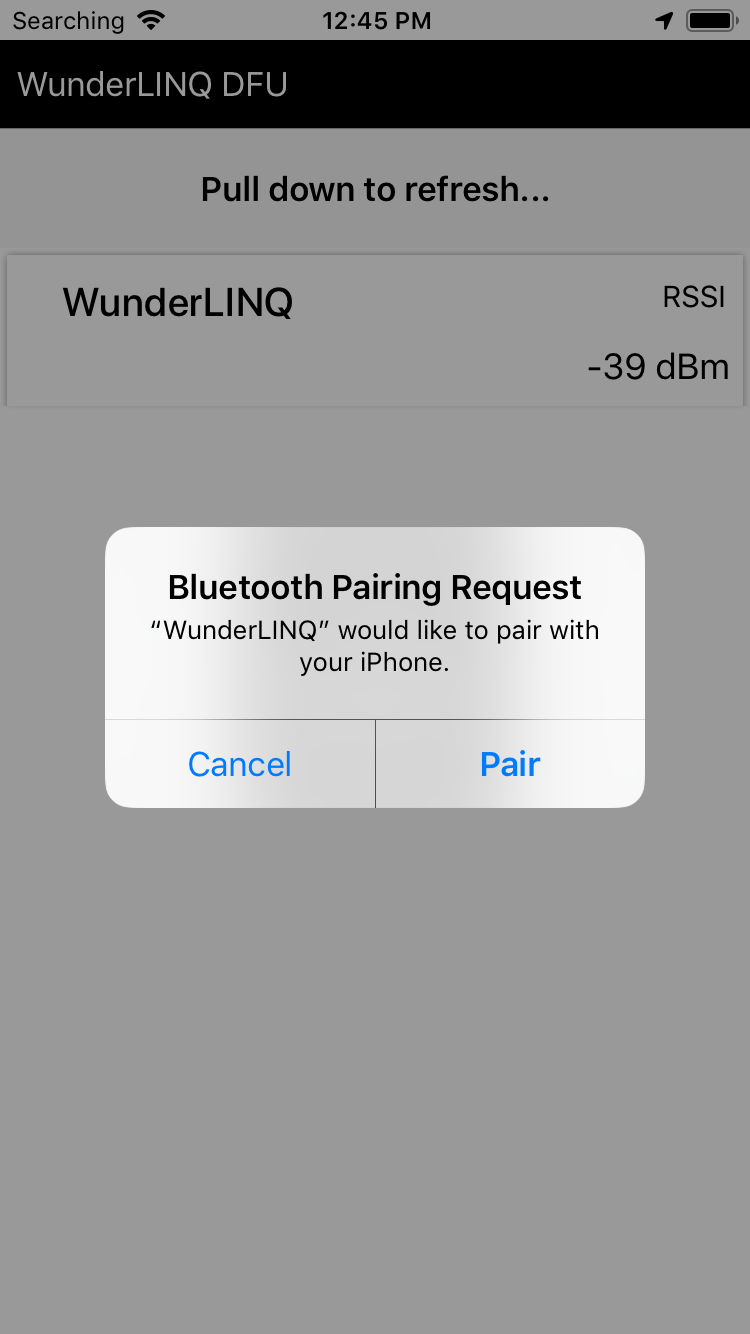 Searching 12:45 PM
WunderLINQ DFU
Pull down to refresh...
WunderLINQ RSSI
-39 dBm
Bluetooth Pairing Request
“WunderLINQ” would like to pair with
your iPhone.
Cancel Pair